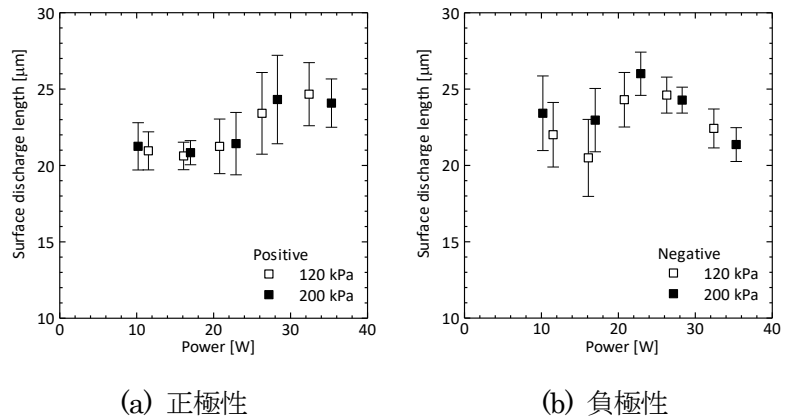 Surface discharge length [μm]
30
25
20
15
10
0
10
20
30
40
Power [W]
Positive
120 kPa
200 kPa
(a) 正極性
Surface discharge length [μm]
30
25
20
15
10
0
10
20
30
40
Power [W]
Negative
120 kPa
200 kPa
(b) 負極性